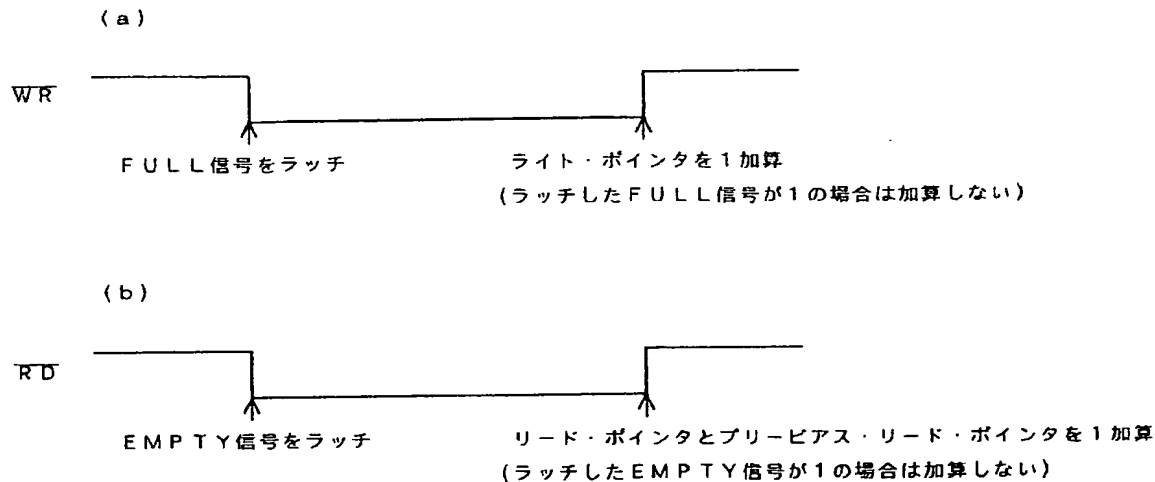 (a)
WR
FULL信号をラッチ
ライト・ポインタを1加算
(ラッチしたFULL信号が1の場合は加算しない)
(b)
RD
EMPTY信号をラッチ
リード・ポインタとプリービアス・リード・ポインタを1加算
(ラッチしたEMPTY信号が1の場合は加算しない)